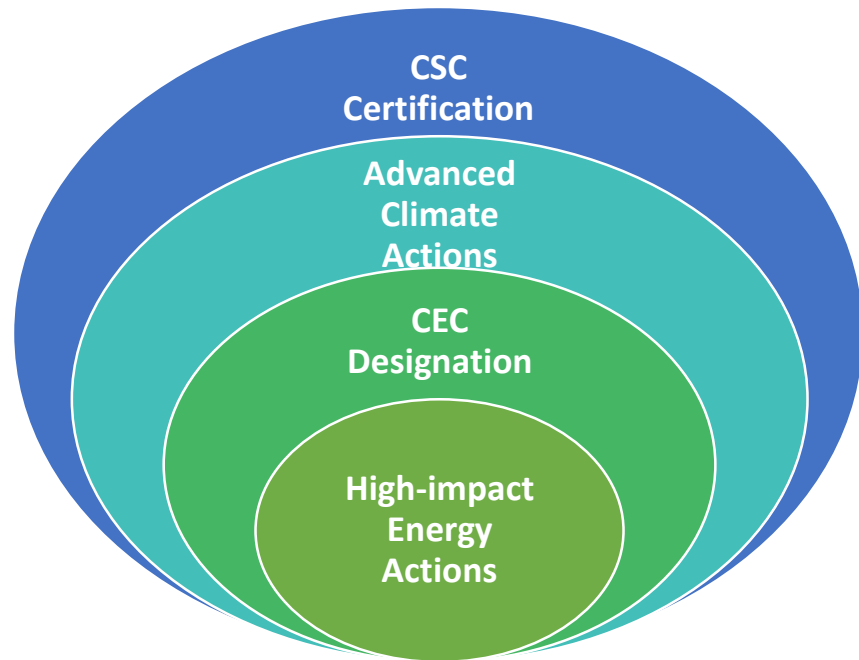 CSC
Certification
Advanced
Climate
Actions
CEC
Designation
High-impact
Energy
Actions